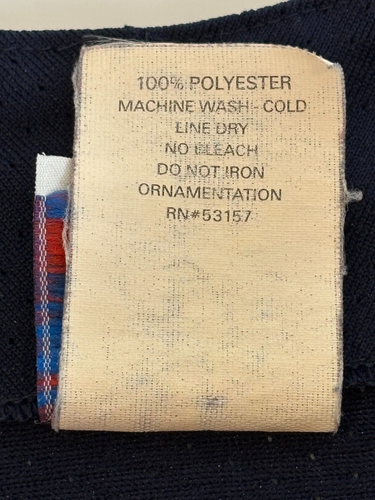 100% POLYESTER
MACHINE WASH - COLD
LINE DRY
NO BLEACH
DO NOT IRON
ORNAMENTATION
RN#53157